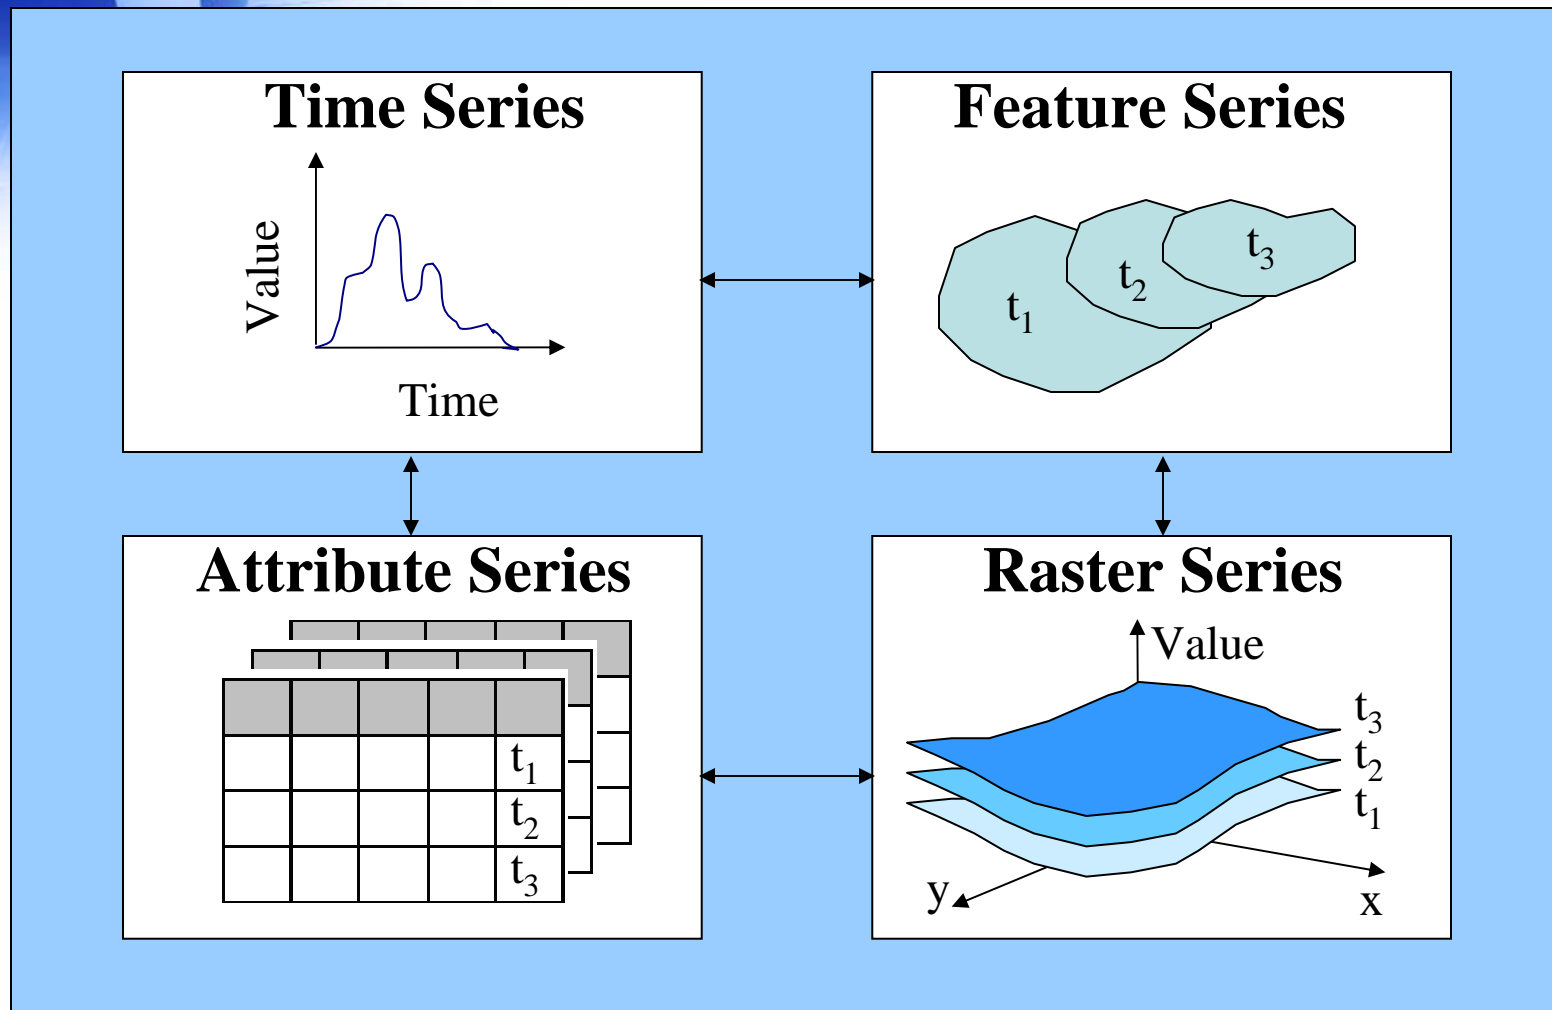 Time Series
Value
Time
Feature Series
t1
t2
t3
Attribute Series
t1
t2
t3
Raster Series
Value
t3
t2
t1
y
x